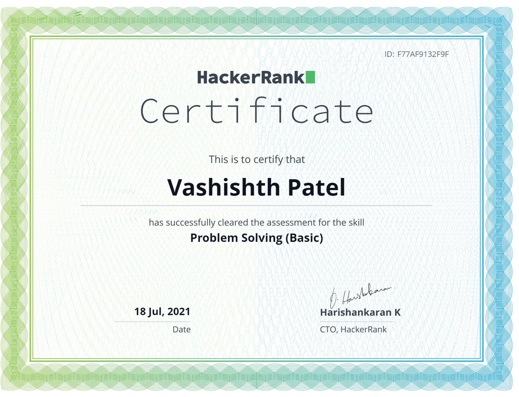 ID: F77AF9132F9F
HackerRank
Certificate
This is to certify that
Vashishth Patel
has successfully cleared the assessment for the skill
Problem Solving (Basic)
18 Jul, 2021
Date
Harishankaran K
CTO, HackerRank